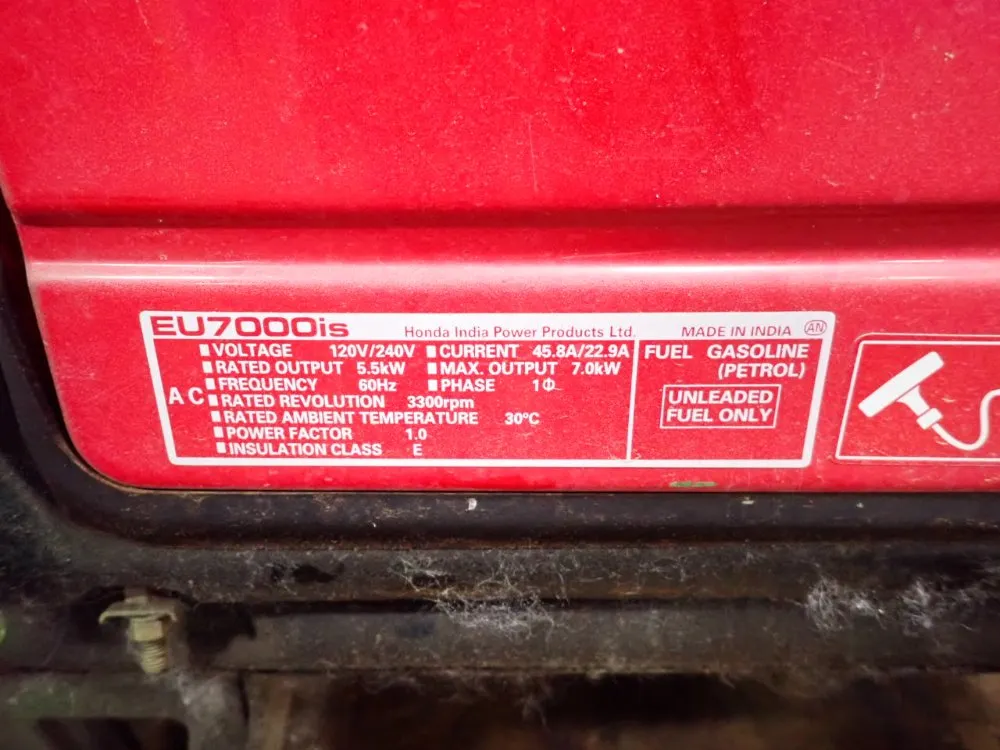 EU7000is Honda India Power Products Ltd. MADE IN INDIA AN
■ VOLTAGE 120V/240V ■ CURRENT 45.8A/22.9A
■ RATED OUTPUT 5.5kW ■ MAX. OUTPUT 7.0kW
■ FREQUENCY 60Hz ■ PHASE 1Φ
AC ■ RATED REVOLUTION 3300rpm
■ RATED AMBIENT TEMPERATURE 30°C
■ POWER FACTOR 1.0
■ INSULATION CLASS E
FUEL GASOLINE
(PETROL)
UNLEADED
FUEL ONLY